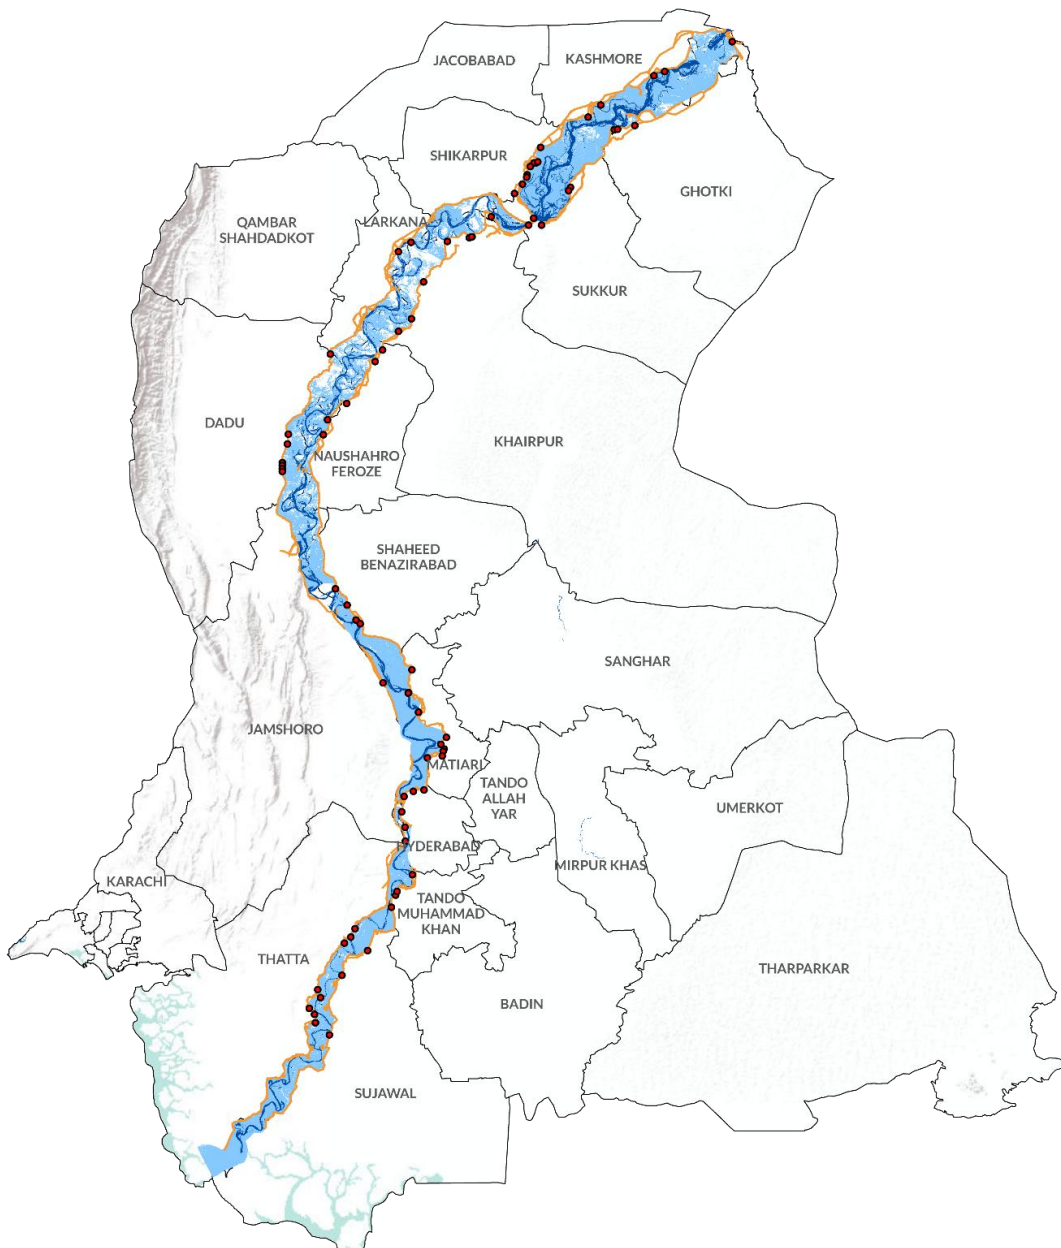 JACOBABAD
KASHMORE
SHIKARPUR
GHOTKI
QAMBAR
SHAHDADKOT
LARKANA
SUKKUR
DADU
KHAIRPUR
NAUSHAHRO
FEROZE
SHAHEED
BENAZIRABAD
SANGHAR
JAMSHORO
MATIARI
TANDO
ALLAH
YAR
UMERKOT
HYDERABAD
MIRPUR KHAS
KARACHI
TANDO
MUHAMMAD
KHAN
THATTA
THARPARKAR
BADIN
SUJAWAL